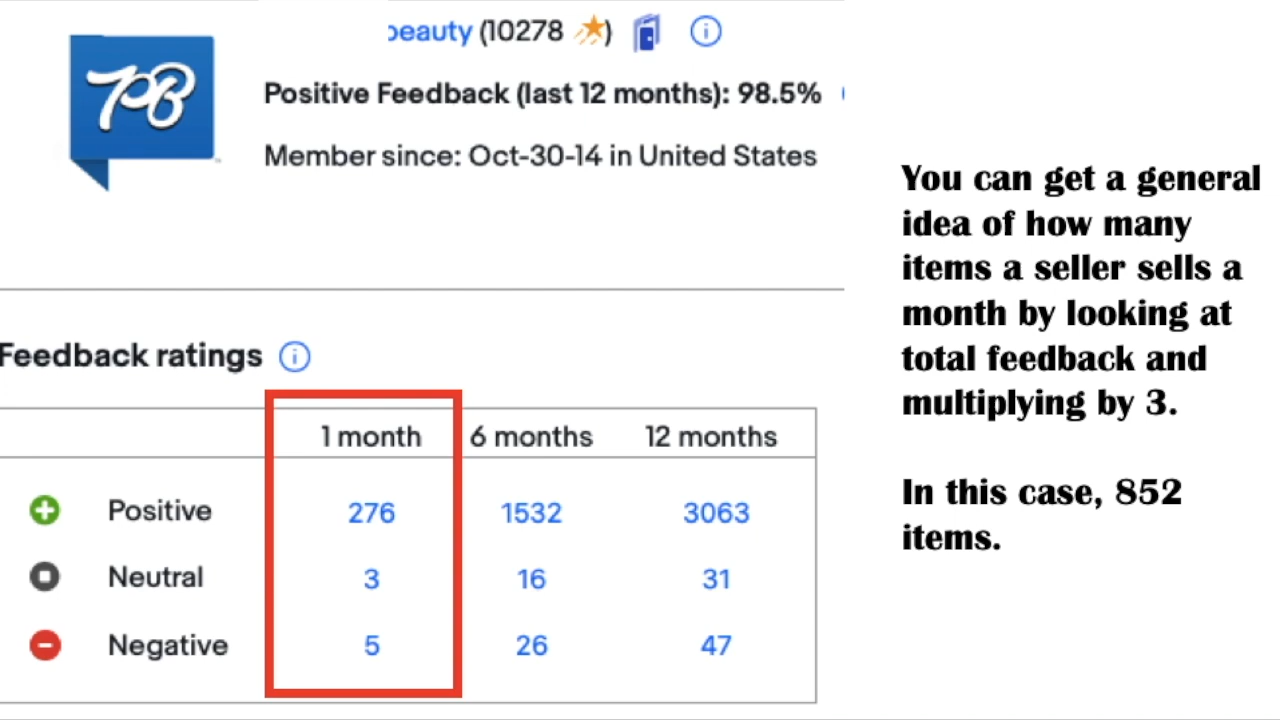 beauty (10278 )
Positive Feedback (last 12 months): 98.5%
Member since: Oct-30-14 in United States
Feedback ratings
1 month 6 months 12 months
Positive 276 1532 3063
Neutral 3 16 31
Negative 5 26 47
You can get a general
idea of how many
items a seller sells a
month by looking at
total feedback and
multiplying by 3.
In this case, 852
items.